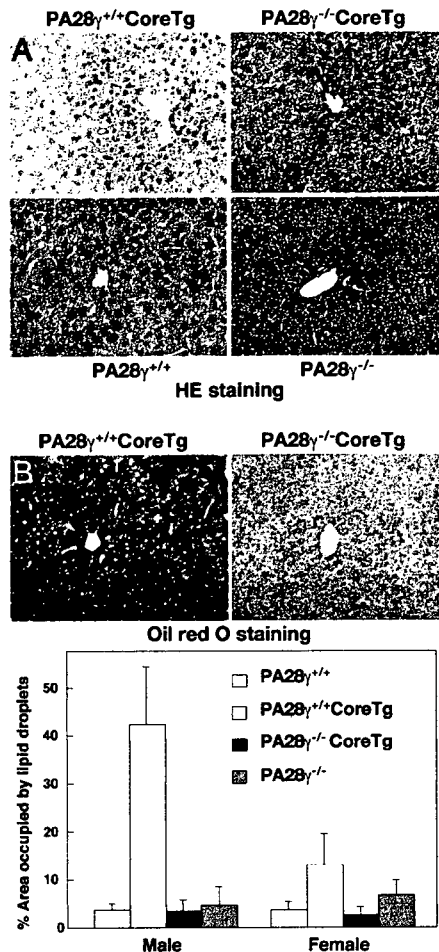 PA28γ+/+CoreTg PA28γ-/-CoreTg
A
PA28γ+/+ PA28γ-/-
HE staining
PA28γ+/+CoreTg PA28γ-/-CoreTg
B
Oil red O staining
% Area occupied by lipid droplets
50
40
30
20
10
0
PA28γ+/+
PA28γ+/+CoreTg
PA28γ-/- CoreTg
PA28γ-/-
Male Female